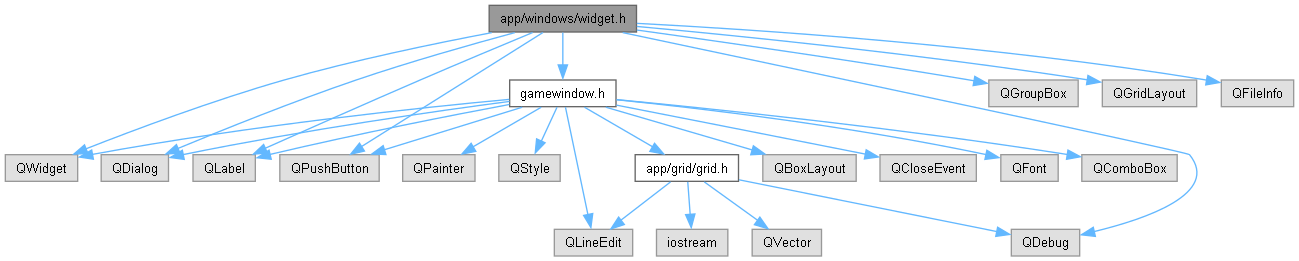 app/windows/widget.h
gamewindow.h
QGroupBox
QGridLayout
QFileInfo
QWidget
QDialog
QLabel
QPushButton
QPainter
QStyle
app/grid/grid.h
QBoxLayout
QCloseEvent
QFont
QComboBox
QLineEdit
iostream
QVector
QDebug